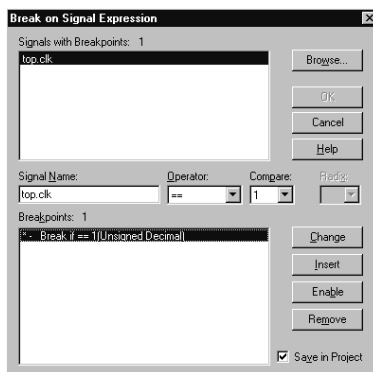 Break on Signal Expression
Signals with Breakpoints: 1
top.clk
Browse...
OK
Cancel
Help
Signal Name: Operator: Compare: Radix:
top.clk == 1
Breakpoints: 1
* - Break if == 1(Unsigned Decimal)
Change
Insert
Enable
Remove
Save in Project